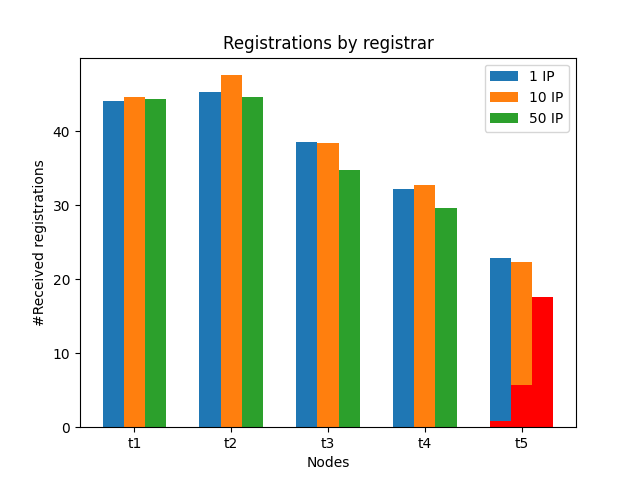 Registrations by registrar
1 IP
10 IP
50 IP
#Received registrations
40
30
20
10
0
t1 t2 t3 t4 t5
Nodes